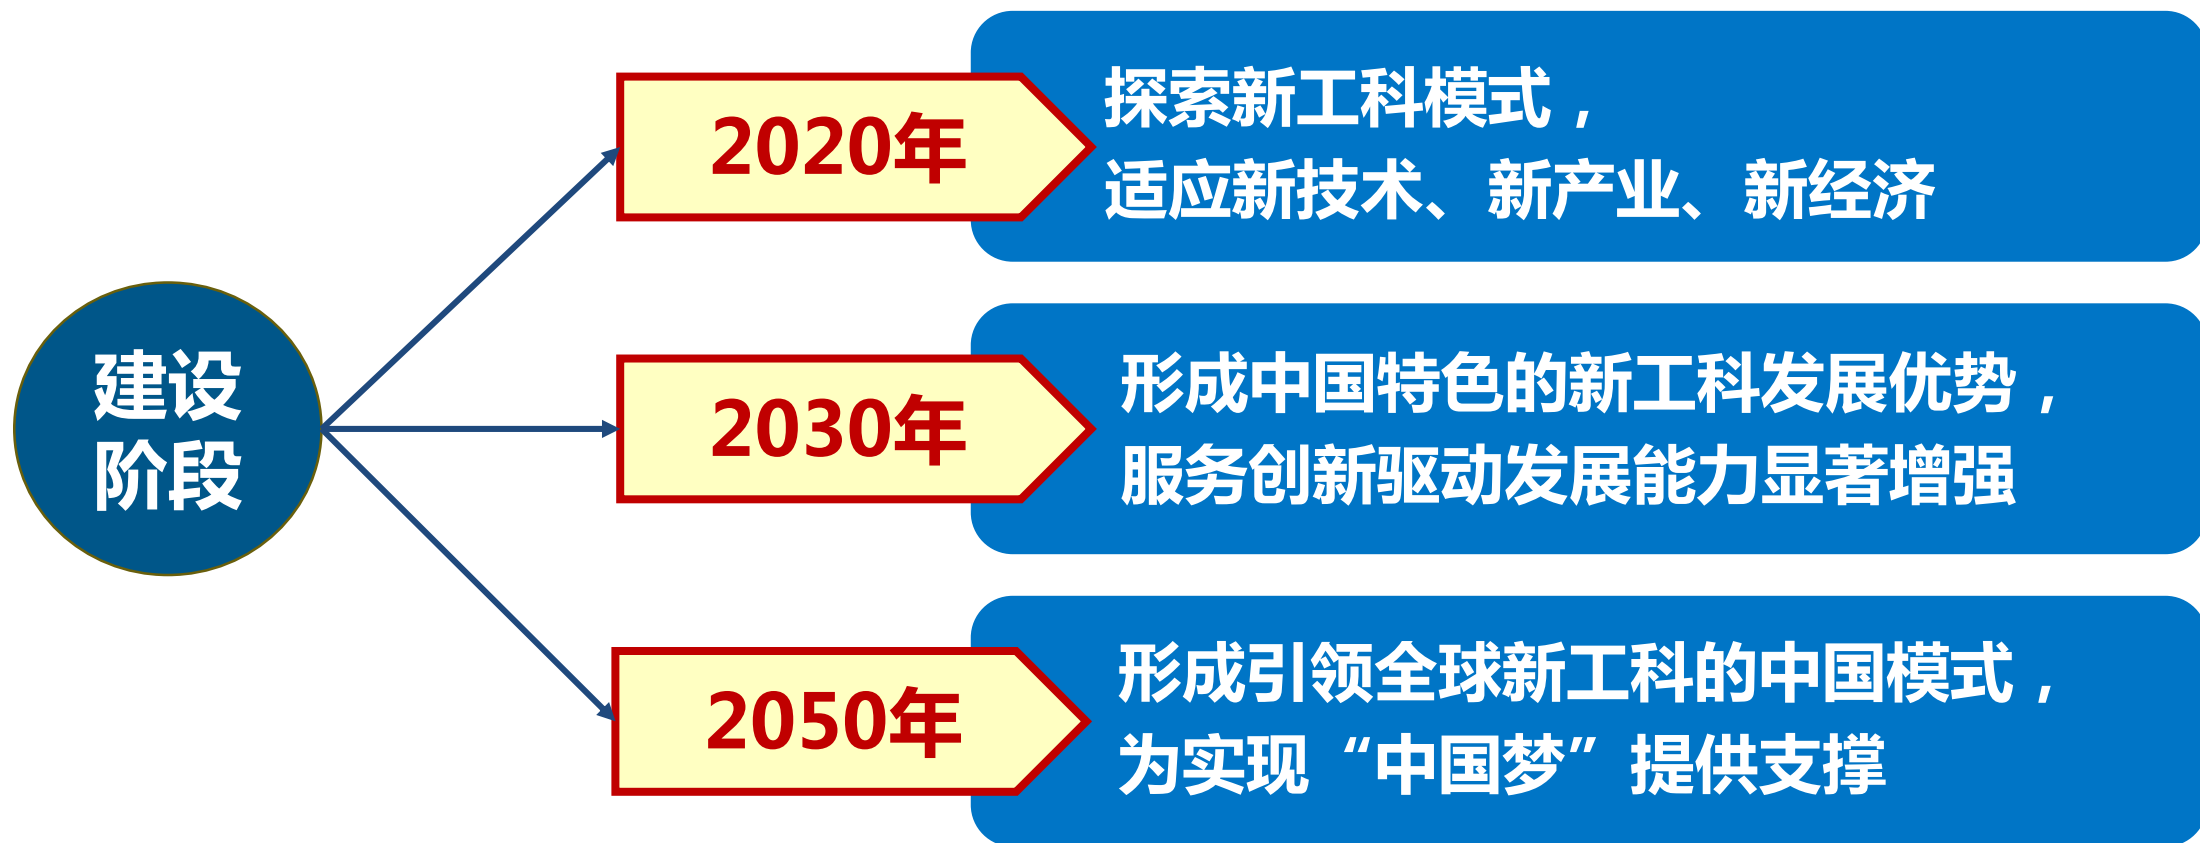 建设
阶段
2020年
探索新工科模式，
适应新技术、新产业、新经济
2030年
形成中国特色的新工科发展优势，
服务创新驱动发展能力显著增强
2050年
形成引领全球新工科的中国模式，
为实现“中国梦”提供支撑